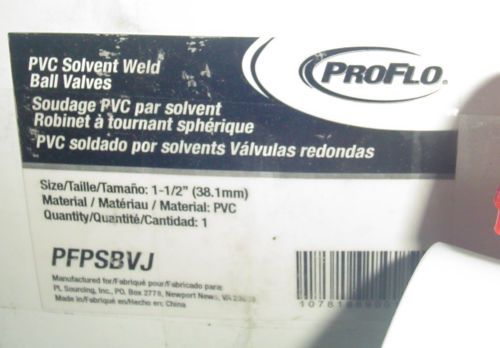 PVC Solvent Weld
Ball Valves
PROFLO
Soudage PVC par solvent
Robinet à tournant sphérique
PVC soldado por solvents Válvulas redondas
Size/Taille/Tamaño: 1-1/2" (38.1mm)
Material / Matériau / Material: PVC
Quantity/Quantité/Cantidad: 1
PFPSBVJ
Manufactured for/Fabriqué pour/Fabricado para:
PL Sourcing, Inc., PO. Box 2778, Newport News, VA
Made in/Fabriqué en/Hecho en: China